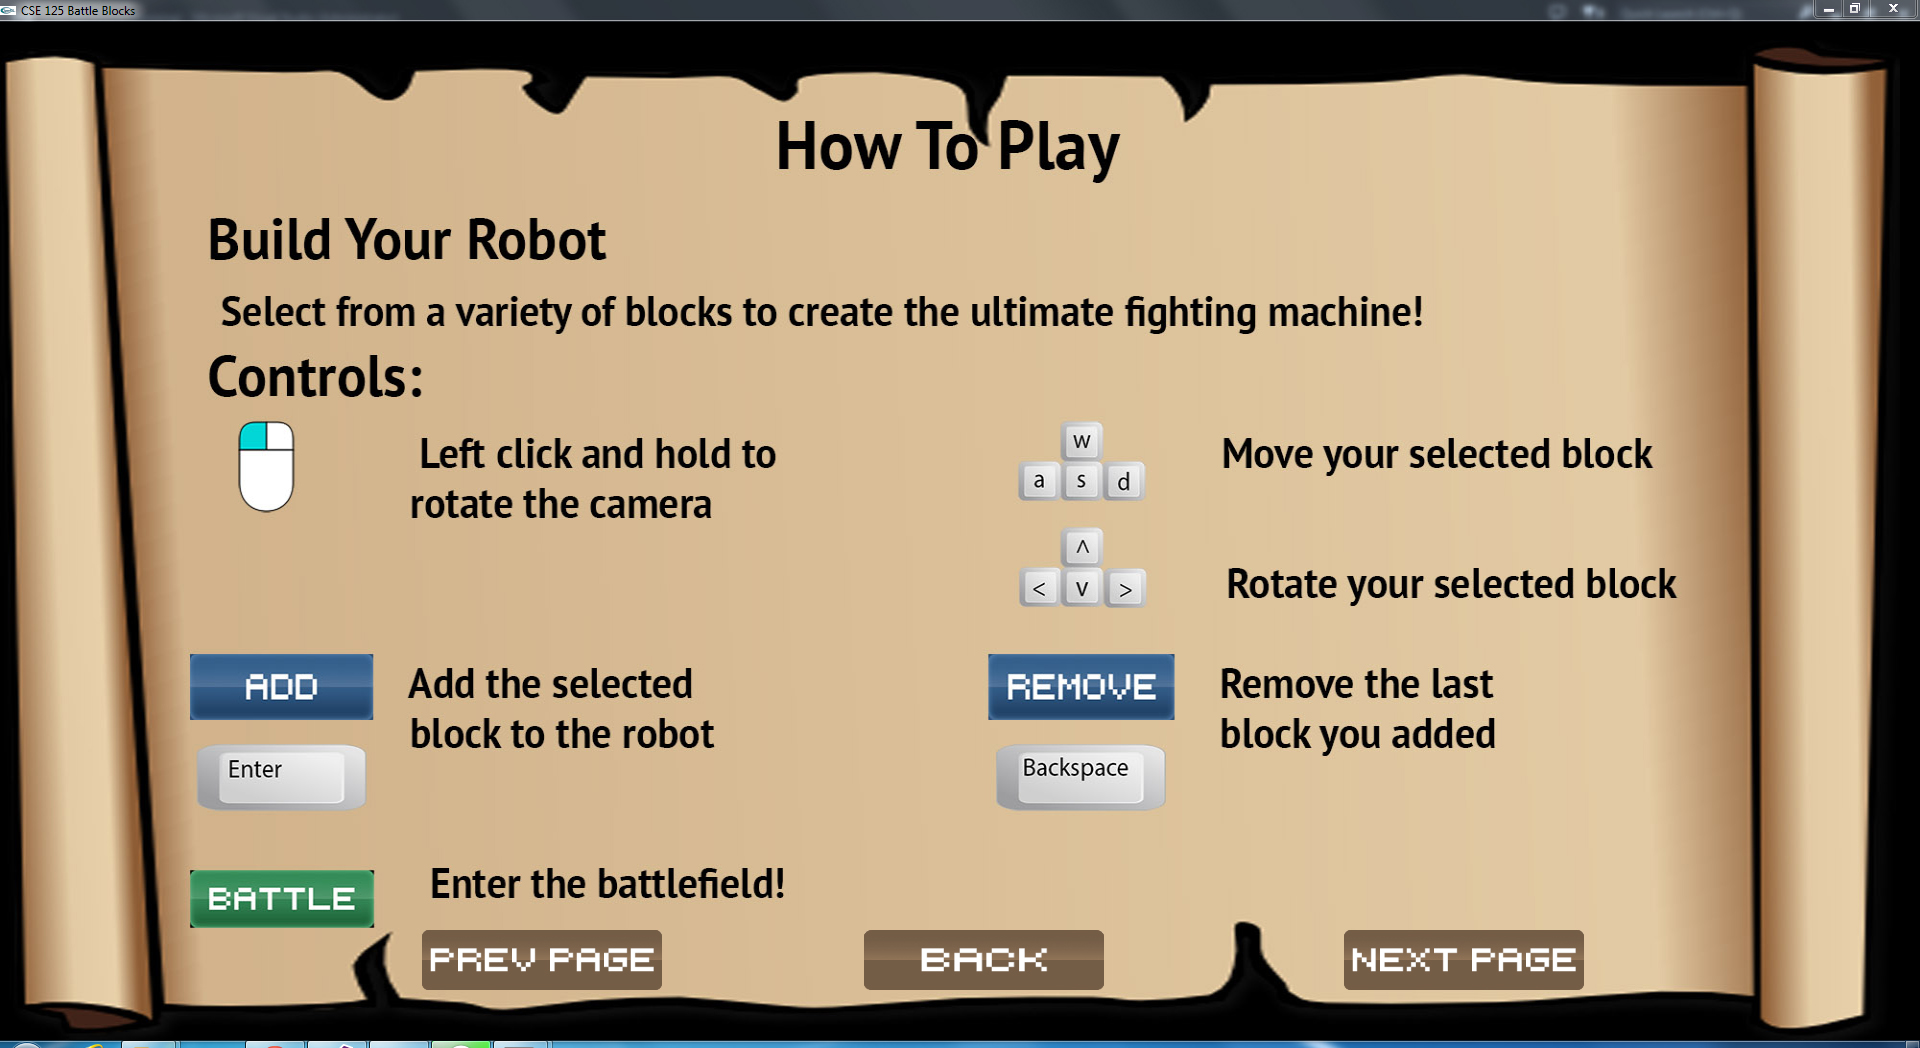 CSE 125 Battle Blocks
How To Play
Build Your Robot
Select from a variety of blocks to create the ultimate fighting machine!
Controls:
Left click and hold to
rotate the camera
w
a s d
Move your selected block
^
< v >
Rotate your selected block
ADD
Add the selected
block to the robot
Enter
REMOVE
Remove the last
block you added
Backspace
BATTLE
Enter the battlefield!
PREV PAGE
BACK
NEXT PAGE